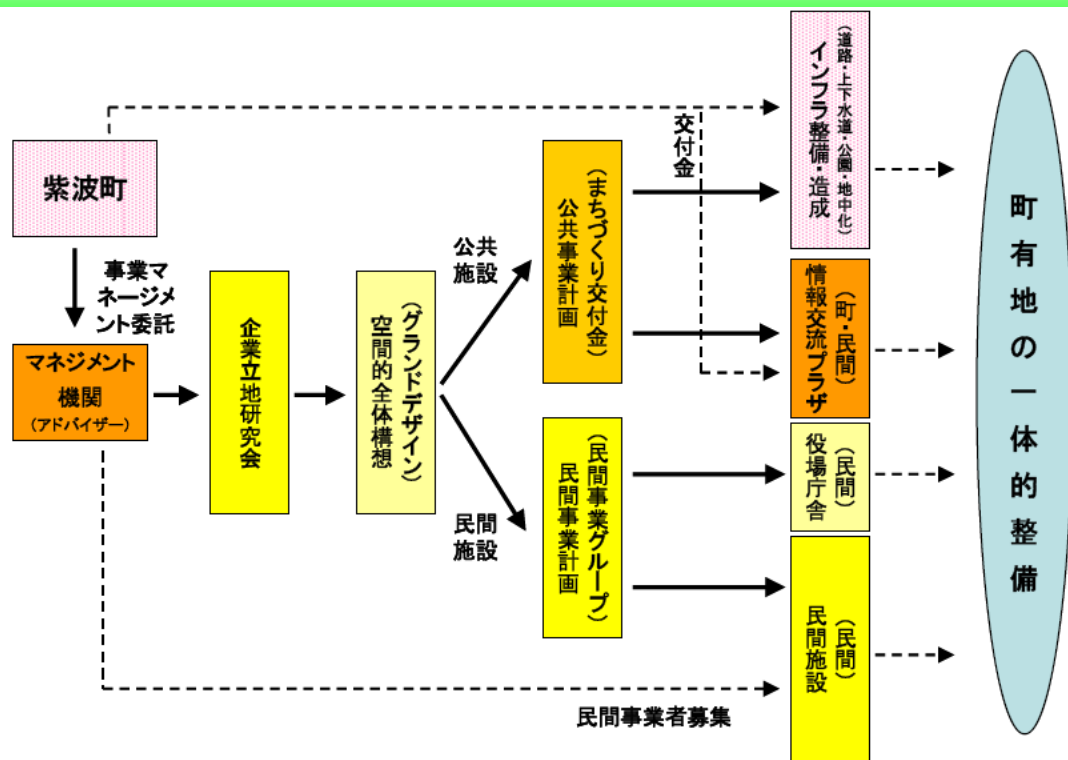 紫波町
事業マ
ネージメ
ント委託
マネジメント
機関
(アドバイザー)
企業立地研究会
空間的全体構想
(グランドデザイン)
公共
施設
民間
施設
公共事業計画
(まちづくり交付金)
民間事業計画
(民間事業グループ)
交付金
インフラ整備・造成
(道路・上下水道・公園・地中化)
情報交流プラザ
(町・民間)
役場庁舎
(民間)
民間施設
(民間)
民間事業者募集
町有地の一体的整備